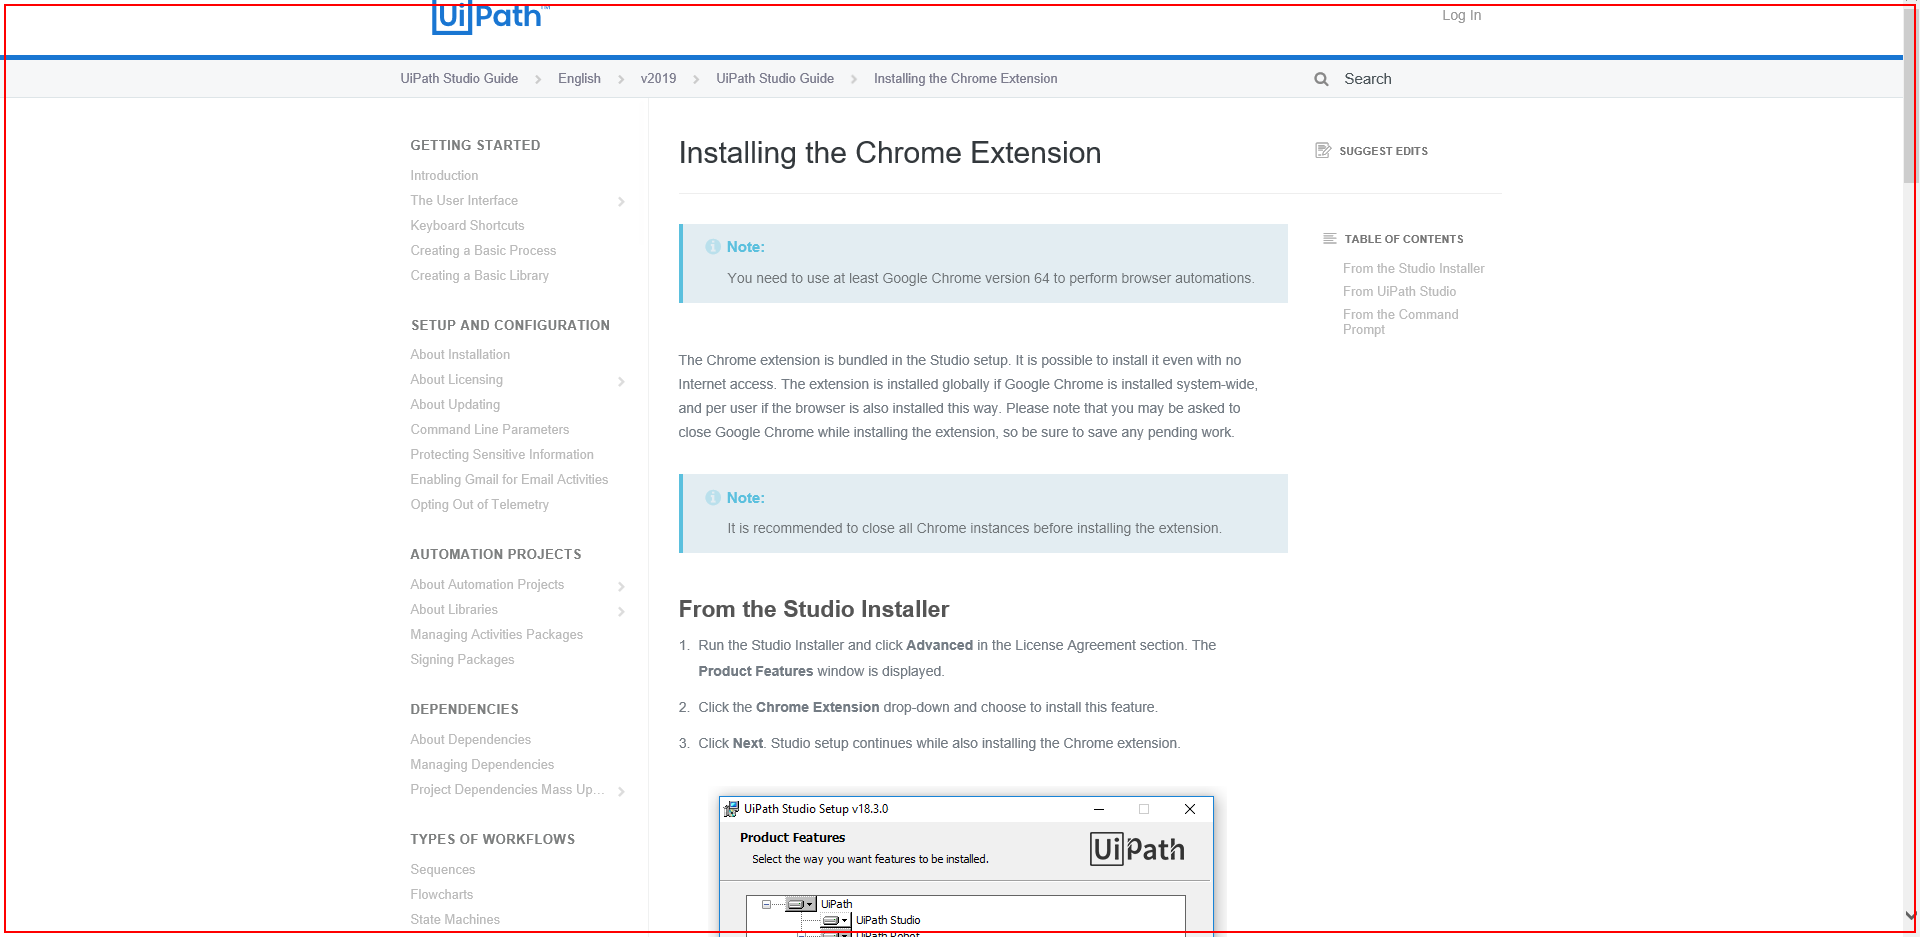 UiPath™
Log In
UiPath Studio Guide
English
v2019
UiPath Studio Guide
Installing the Chrome Extension
Search
GETTING STARTED
Introduction
The User Interface
Keyboard Shortcuts
Creating a Basic Process
Creating a Basic Library
SETUP AND CONFIGURATION
About Installation
About Licensing
About Updating
Command Line Parameters
Protecting Sensitive Information
Enabling Gmail for Email Activities
Opting Out of Telemetry
AUTOMATION PROJECTS
About Automation Projects
About Libraries
Managing Activities Packages
Signing Packages
DEPENDENCIES
About Dependencies
Managing Dependencies
Project Dependencies Mass Up...
TYPES OF WORKFLOWS
Sequences
Flowcharts
State Machines
Installing the Chrome Extension
Note:
You need to use at least Google Chrome version 64 to perform browser automations.
The Chrome extension is bundled in the Studio setup. It is possible to install it even with no
Internet access. The extension is installed globally if Google Chrome is installed system-wide,
and per user if the browser is also installed this way. Please note that you may be asked to
close Google Chrome while installing the extension, so be sure to save any pending work.
Note:
It is recommended to close all Chrome instances before installing the extension.
From the Studio Installer
1. Run the Studio Installer and click Advanced in the License Agreement section. The
Product Features window is displayed.
2. Click the Chrome Extension drop-down and choose to install this feature.
3. Click Next. Studio setup continues while also installing the Chrome extension.
UiPath Studio Setup v18.3.0
Product Features
Select the way you want features to be installed.
UiPath
UiPath
UiPath Studio
UiPath Robot
SUGGEST EDITS
TABLE OF CONTENTS
From the Studio Installer
From UiPath Studio
From the Command
Prompt